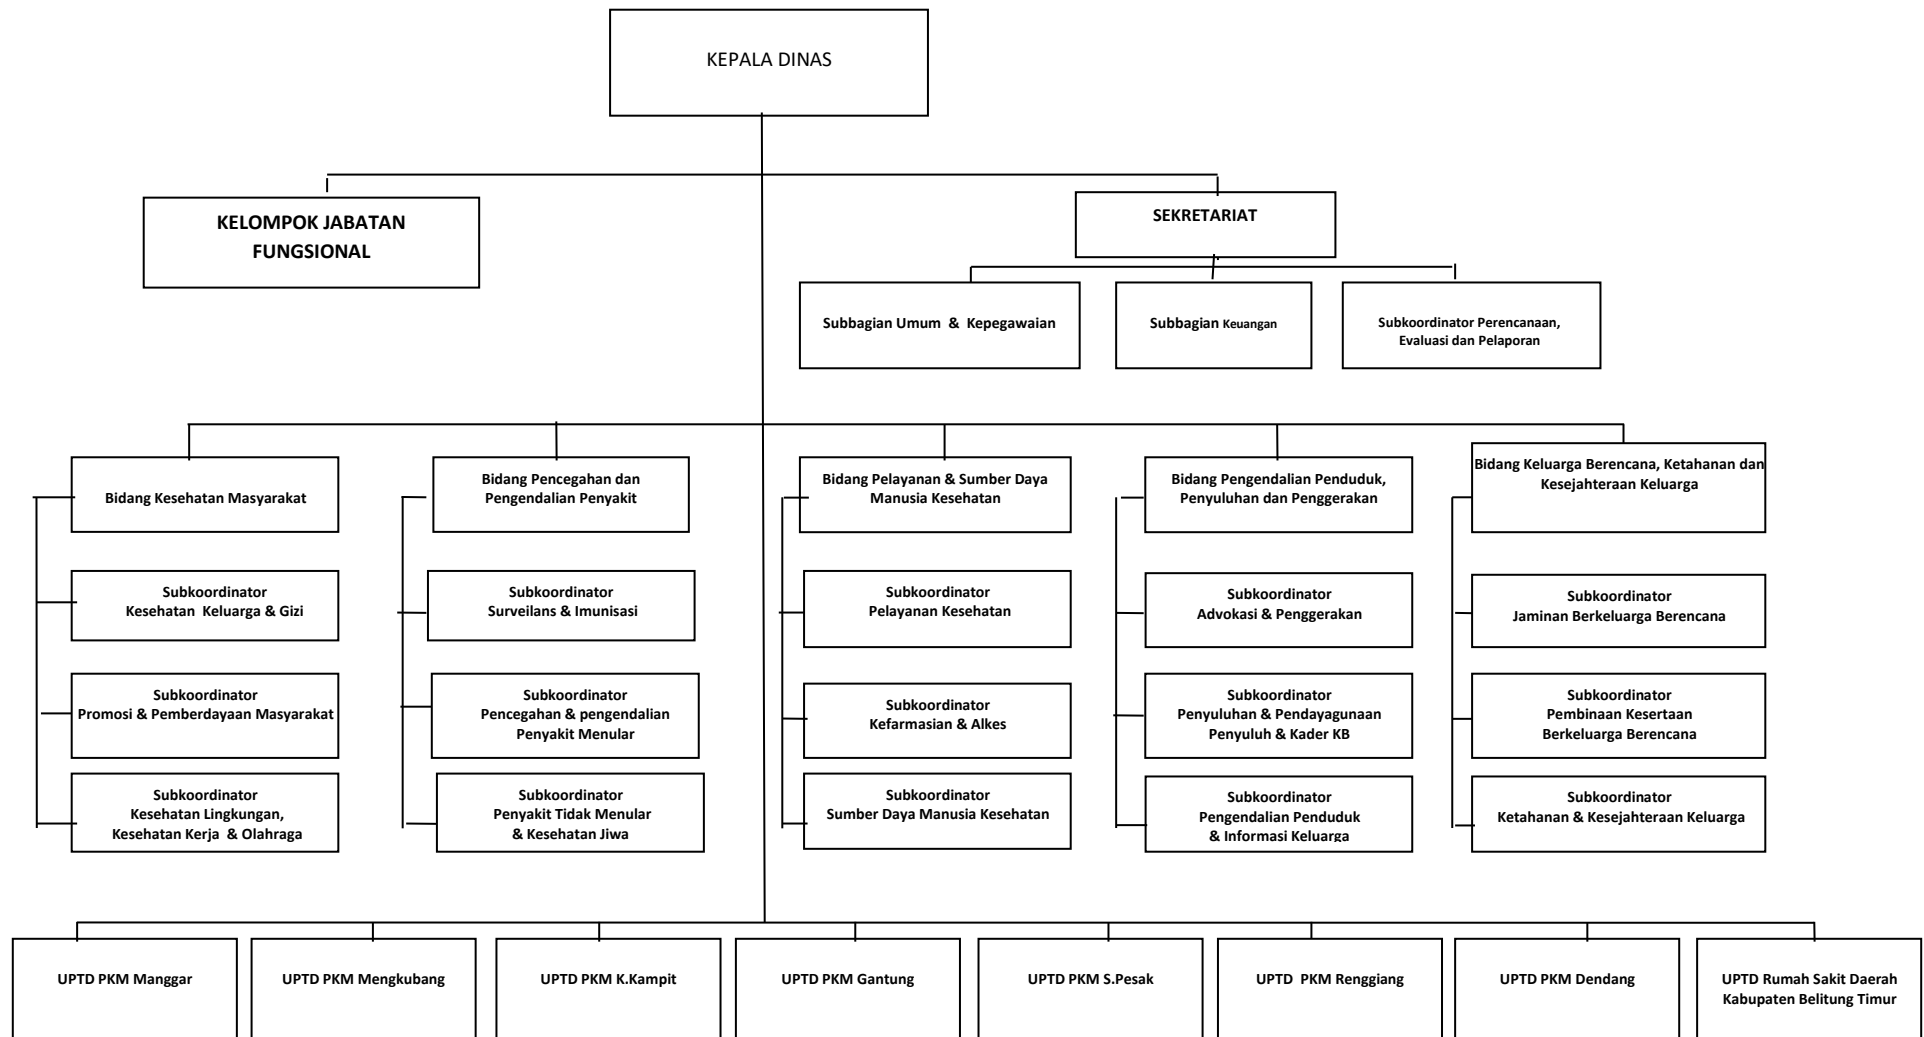 KEPALA DINAS
KELOMPOK JABATAN
FUNGSIONAL
SEKRETARIAT
Subbagian Umum & Kepegawaian
Subbagian Keuangan
Subkoordinator Perencanaan,
Evaluasi dan Pelaporan
Bidang Kesehatan Masyarakat
Subkoordinator
Kesehatan Keluarga & Gizi
Subkoordinator
Promosi & Pemberdayaan Masyarakat
Subkoordinator
Kesehatan Lingkungan,
Kesehatan Kerja & Olahraga
Bidang Pencegahan dan
Pengendalian Penyakit
Subkoordinator
Surveilans & Imunisasi
Subkoordinator
Pencegahan & pengendalian
Penyakit Menular
Subkoordinator
Penyakit Tidak Menular
& Kesehatan Jiwa
Bidang Pelayanan & Sumber Daya
Manusia Kesehatan
Subkoordinator
Pelayanan Kesehatan
Subkoordinator
Kefarmasian & Alkes
Subkoordinator
Sumber Daya Manusia Kesehatan
Bidang Pengendalian Penduduk,
Penyuluhan dan Penggerakan
Subkoordinator
Advokasi & Penggerakan
Subkoordinator
Penyuluhan & Pendayagunaan
Penyuluh & Kader KB
Subkoordinator
Pengendalian Penduduk
& Informasi Keluarga
Bidang Keluarga Berencana, Ketahanan dan
Kesejahteraan Keluarga
Subkoordinator
Jaminan Berkeluarga Berencana
Subkoordinator
Pembinaan Kesertaan
Berkeluarga Berencana
Subkoordinator
Ketahanan & Kesejahteraan Keluarga
UPTD PKM Manggar
UPTD PKM Mengkubang
UPTD PKM K.Kampit
UPTD PKM Gantung
UPTD PKM S.Pesak
UPTD PKM Renggiang
UPTD PKM Dendang
UPTD Rumah Sakit Daerah
Kabupaten Belitung Timur